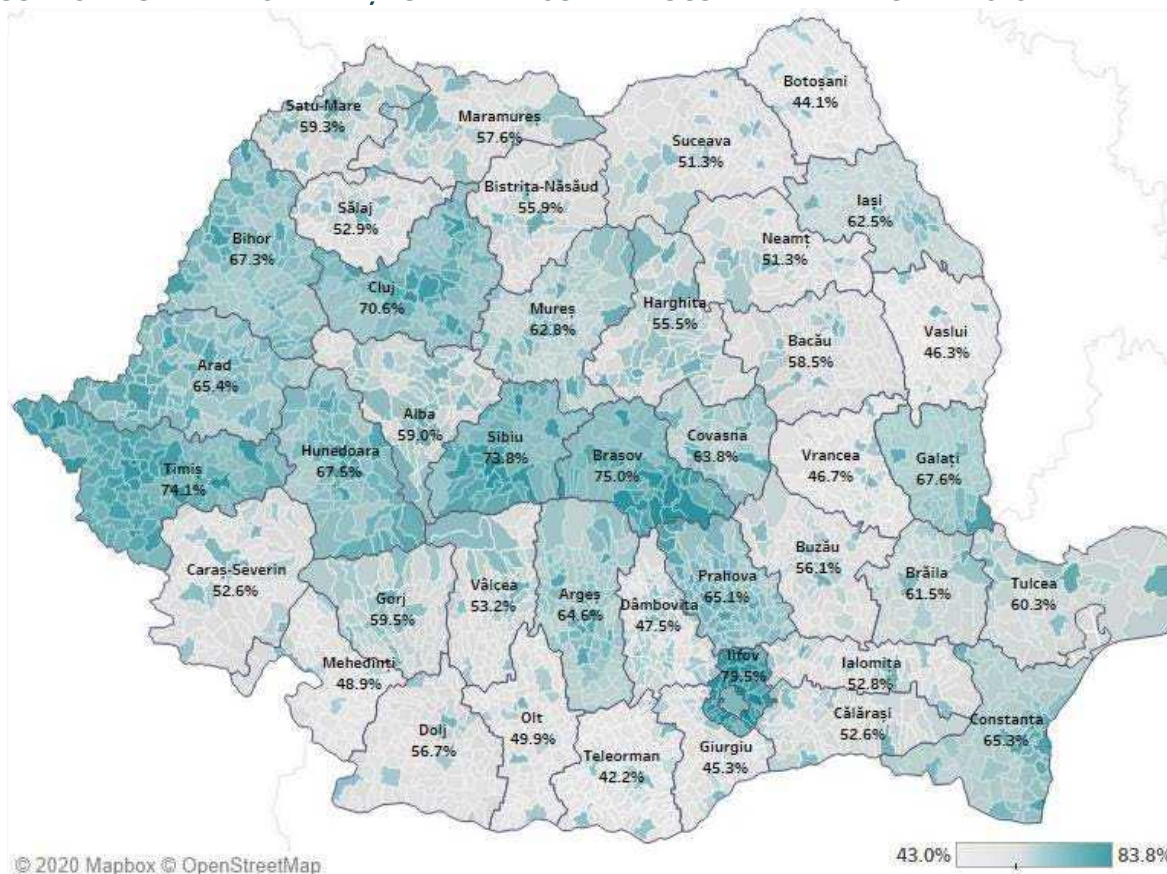 Botoșani
44.1%
Satu-Mare
59.3%
Maramureș
57.6%
Suceava
51.3%
Bistrița-Năsăud
55.9%
Iași
62.5%
Sălaj
52.9%
Neamț
51.3%
Bihor
67.3%
Cluj
70.6%
Mureș
62.8%
Harghița
55.5%
Bacău
58.5%
Vaslui
46.3%
Arad
65.4%
Alba
59.0%
Sibiu
73.8%
Brasov
75.0%
Covasna
63.8%
Vrancea
46.7%
Galați
67.6%
Hunedoara
67.6%
Timiș
74.1%
Caraș-Severin
52.6%
Gorj
59.5%
Vâlcea
53.2%
Argeș
64.6%
Dâmbovița
47.5%
Prahova
65.1%
Buzău
56.1%
Brăila
61.5%
Tulcea
60.3%
Mehedinți
48.9%
Ilfov
79.5%
Ialomița
52.8%
Călărași
52.6%
Constanta
65.3%
Dolj
56.7%
Olt
49.9%
Teleorman
42.2%
Giurgiu
45.3%
© 2020 Mapbox © OpenStreetMap
43.0% 83.8%